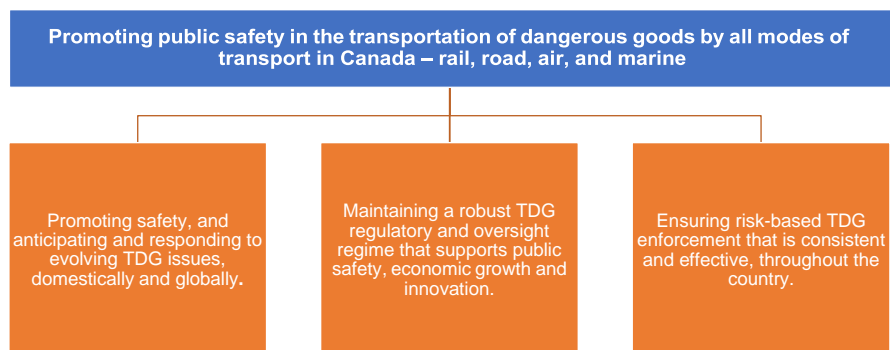 Promoting public safety in the transportation of dangerous goods by all modes of
transport in Canada – rail, road, air, and marine
Promoting safety, and
anticipating and responding to
evolving TDG issues,
domestically and globally.
Maintaining a robust TDG
regulatory and oversight
regime that supports public
safety, economic growth and
innovation.
Ensuring risk-based TDG
enforcement that is consistent
and effective, throughout the
country.